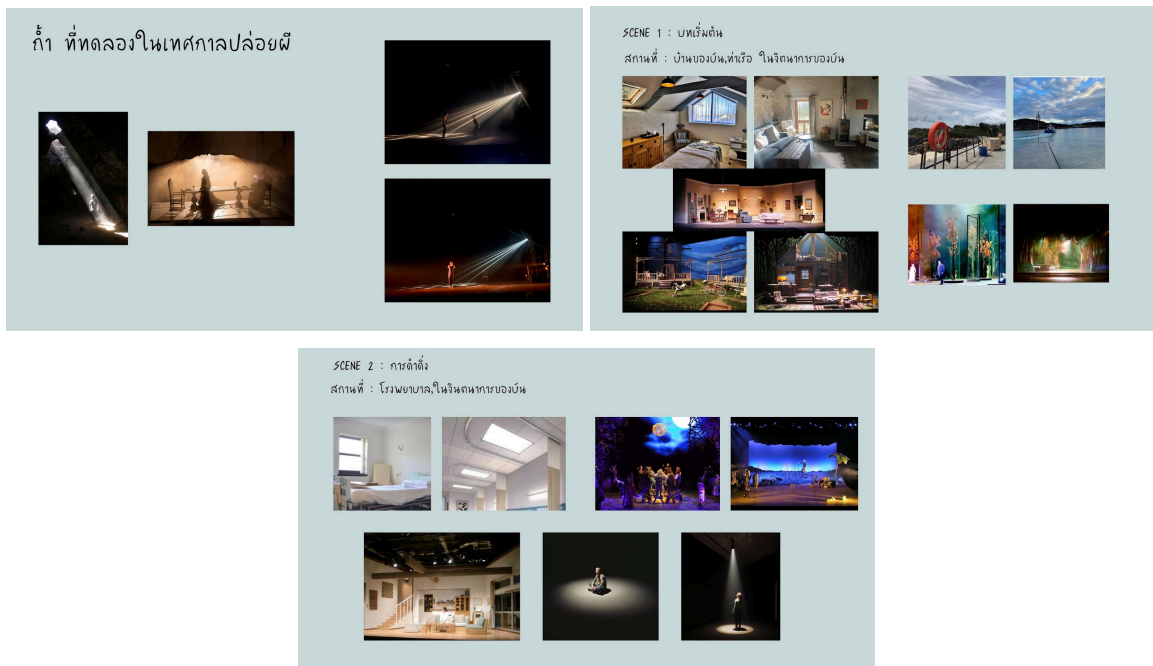 ถ้ำ ที่ทดลองในเทศกาลปล่อยผี
SCENE 1 : บทเริ่มต้น
สถานที่ : บ้านของบัน,ท่าเรือ ในจิตนาการของบัน
SCENE 2 : การดำดิ่ง
สถานที่ : โรงพยาบาล,ในจินตนาการของบัน